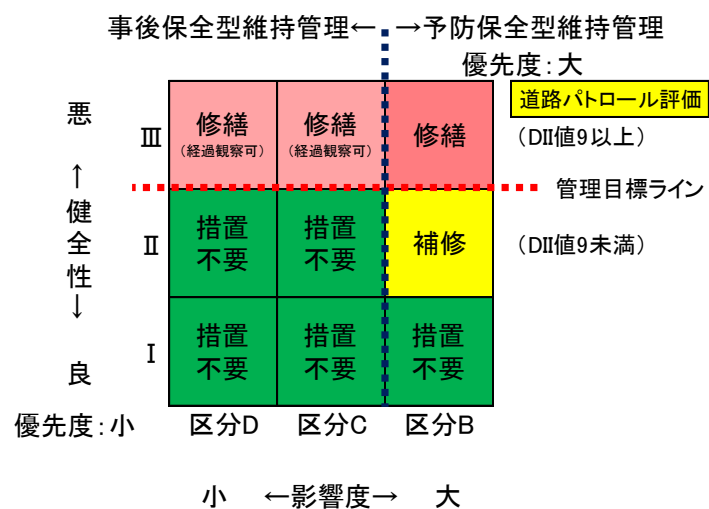 事後保全型維持管理← →予防保全型維持管理
優先度:大
道路パトロール評価
悪
↑
健全性
↓
良
Ⅲ
修繕
(経過観察可)
修繕
(経過観察可)
修繕
(DII値9以上)
管理目標ライン
Ⅱ
措置
不要
措置
不要
補修
(DII値9未満)
Ⅰ
措置
不要
措置
不要
措置
不要
優先度:小
区分D
区分C
区分B
小 ←影響度→ 大